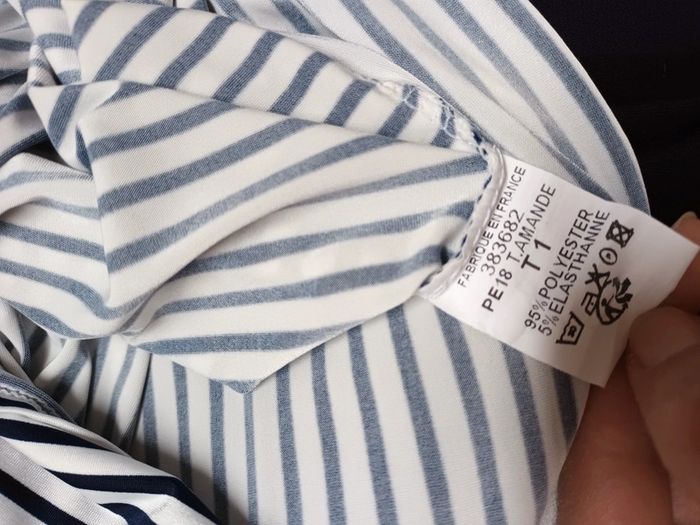 FABRIQUE EN FRANCE
383682
PE18 TAMANDE
T 1
95% POLYESTER
5% ELASTHANNE